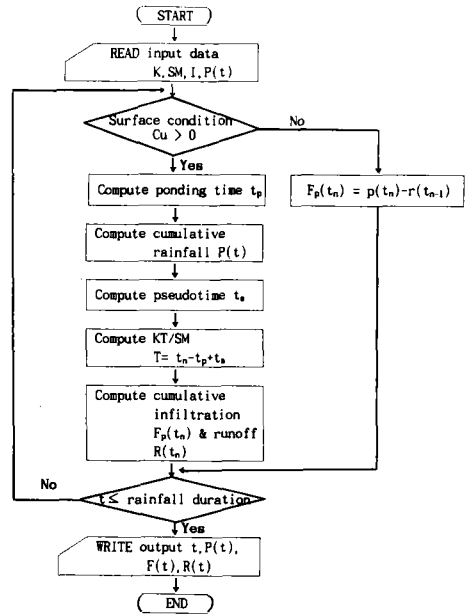 START
READ input data
K,SM,I,P(t)
Surface condition
Cu > 0
No
Yes
Compute ponding time tp
Fp(tn) = p(tn)-r(tn-1)
Compute cumulative
rainfall P(t)
Compute pseudotime ts
Compute KT/SM
T= tn-tp+ts
Compute cumulative
infiltration
Fp(tn) & runoff
R(tn)
No
t≤ rainfall duration
Yes
WRITE output t,P(t),
F(t),R(t)
END